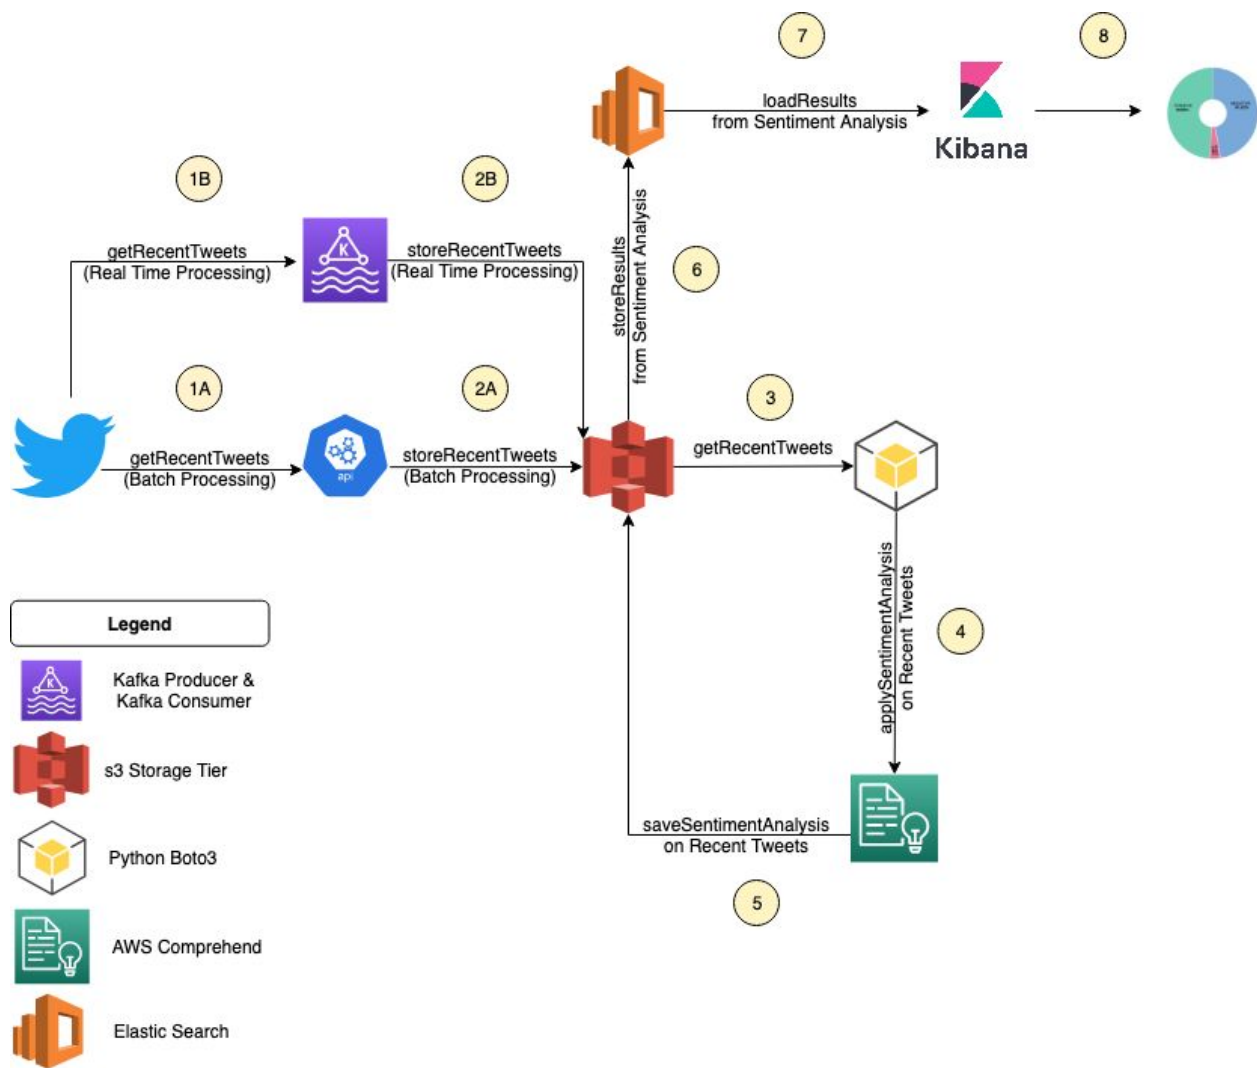 7
8
loadResults
from Sentiment Analysis
Kibana
1B
2B
getRecentTweets
(Real Time Processing)
K
storeRecentTweets
(Real Time Processing)
storeResults
from Sentiment Analysis
6
1A
2A
3
getRecentTweets
(Batch Processing)
api
storeRecentTweets
(Batch Processing)
getRecentTweets
applySentimentAnalysis
on Recent Tweets
4
saveSentimentAnalysis
on Recent Tweets
5
Legend
K
Kafka Producer &
Kafka Consumer
s3 Storage Tier
Python Boto3
AWS Comprehend
Elastic Search